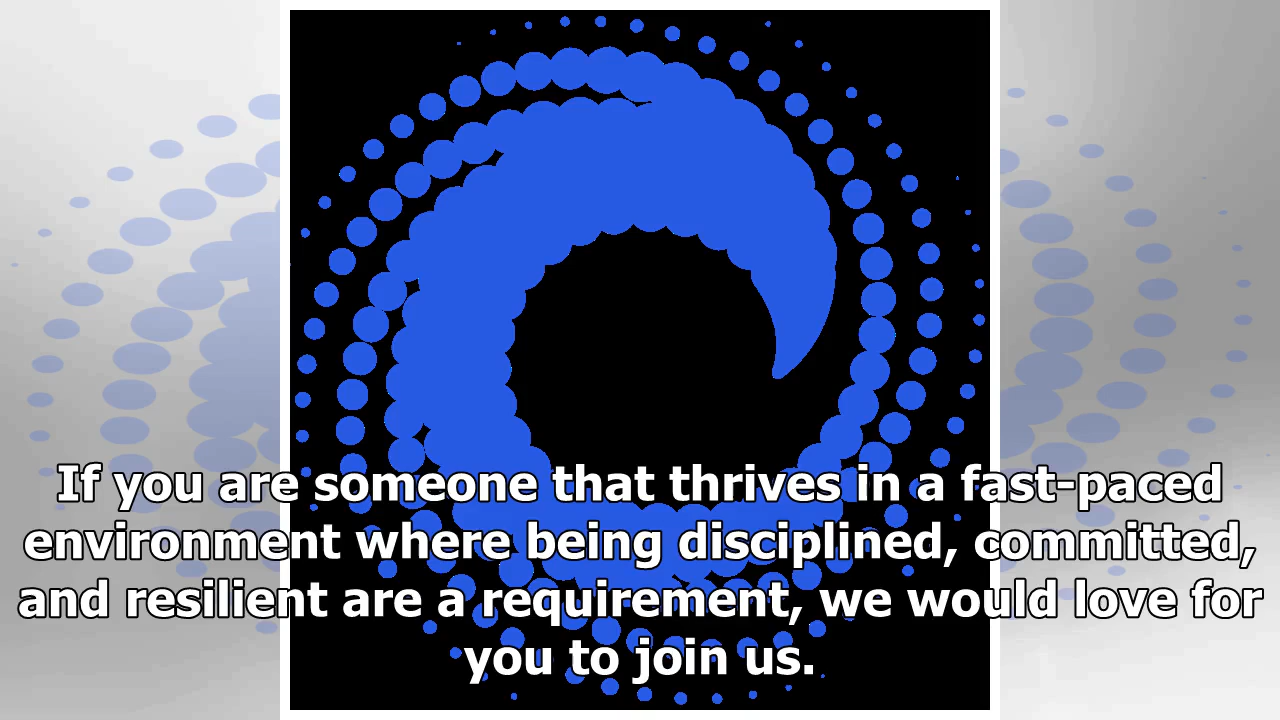 If you are someone that thrives in a fast-paced
environment where being disciplined, committed,
and resilient are a requirement, we would love for
you to join us.